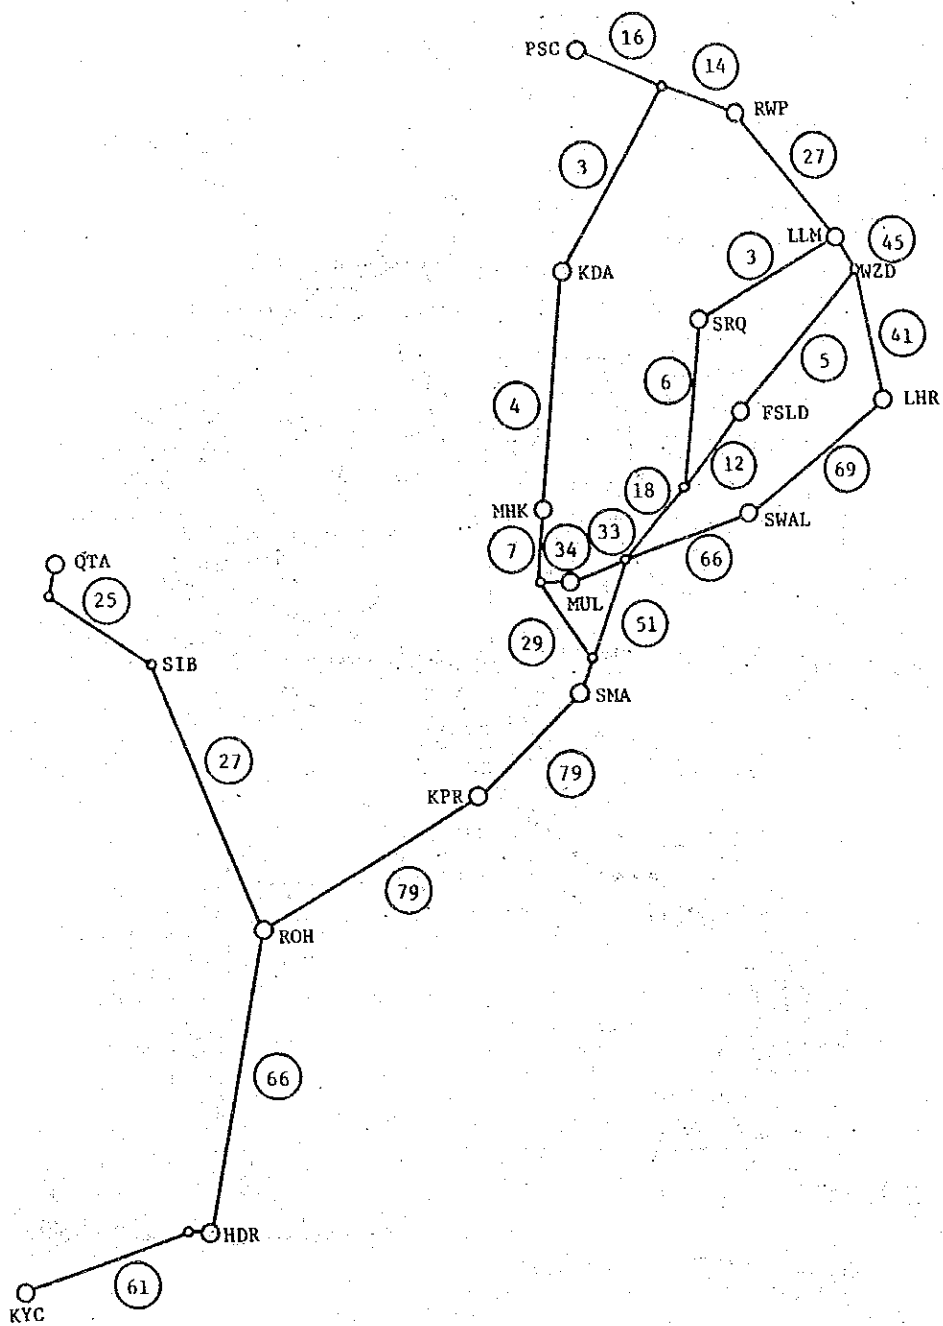 16
PSC
14
RWP
27
3
LLM
45
3
WZD
KDA
SRQ
41
5
6
LHR
4
FSLD
12
69
18
MHK
SWAL
33
7
34
66
QTA
MUL
25
51
29
SIB
SMA
27
79
KPR
79
ROH
66
HDR
61
KYC